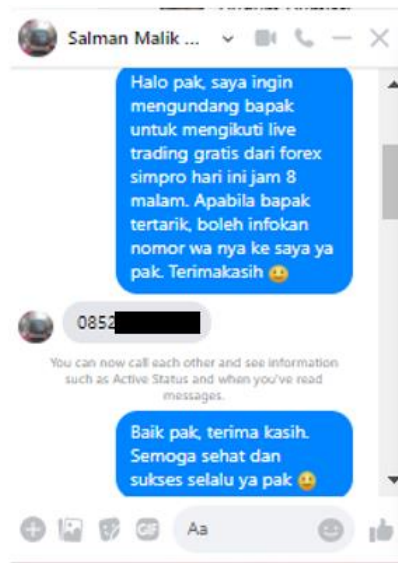 Salman Malik ...
Halo pak, saya ingin
mengundang bapak
untuk mengikuti live
trading gratis dari forex
simpro hari ini jam 8
malam. Apabila bapak
tertarik, boleh infokan
nomor wa nya ke saya ya
pak. Terimakasih 🙂
0852
You can now call each other and see information
such as Active Status and when you've read
messages.
Baik pak, terima kasih.
Semoga sehat dan
sukses selalu ya pak 🙂
GIF
Aa